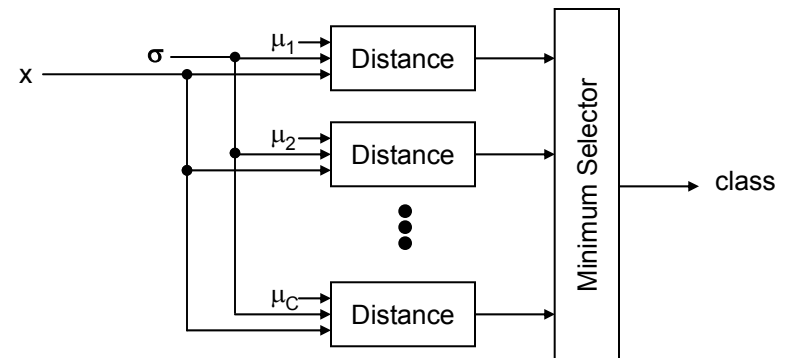 μ1
σ
x
Distance
μ2
Distance
Minimum Selector
class
μC
Distance